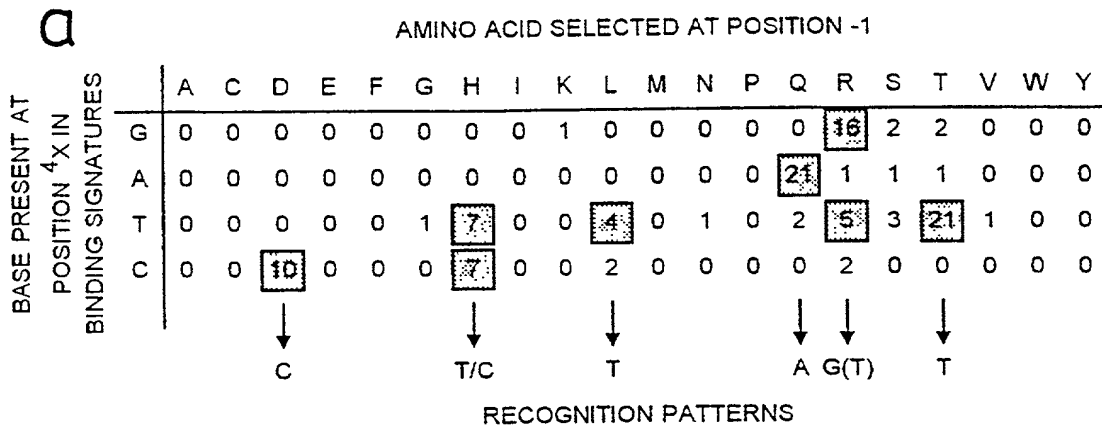 a
AMINO ACID SELECTED AT POSITION -1
BASE PRESENT AT
POSITION ⁴X IN
BINDING SIGNATURES
A C D E F G H I K L M N P Q R S T V W Y
G 0 0 0 0 0 0 0 0 1 0 0 0 0 0 16 2 2 0 0 0
A 0 0 0 0 0 0 0 0 0 0 0 0 0 21 1 1 1 0 0 0
T 0 0 0 0 0 1 7 0 0 4 0 1 0 2 5 3 21 1 0 0
C 0 0 10 0 0 0 7 0 0 2 0 0 0 0 2 0 0 0 0 0
C T/C T A G(T) T
RECOGNITION PATTERNS